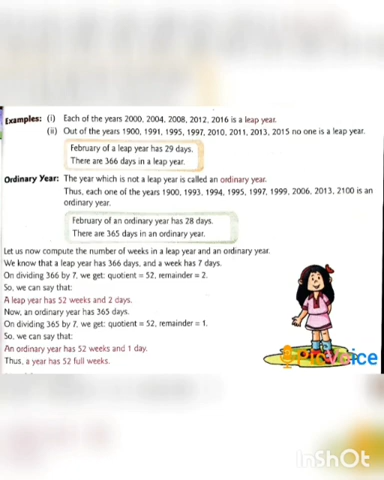 Examples: (i) Each of the years 2000, 2004, 2008, 2012, 2016 is a leap year.
(ii) Out of the years 1900, 1991, 1995, 1997, 2010, 2011, 2013, 2015 no one is a leap year.
February of a leap year has 29 days.
There are 366 days in a leap year.
Ordinary Year: The year which is not a leap year is called an ordinary year.
Thus, each one of the years 1900, 1993, 1994, 1995, 1997, 1999, 2006, 2013, 2100 is an
ordinary year.
February of an ordinary year has 28 days.
There are 365 days in an ordinary year.
Let us now compute the number of weeks in a leap year and an ordinary year.
We know that a leap year has 366 days, and a week has 7 days.
On dividing 366 by 7, we get: quotient = 52, remainder = 2.
So, we can say that:
A leap year has 52 weeks and 2 days.
Now, an ordinary year has 365 days.
On dividing 365 by 7, we get: quotient = 52, remainder = 1.
So, we can say that:
An ordinary year has 52 weeks and 1 day.
Thus, a year has 52 full weeks.
InShOt